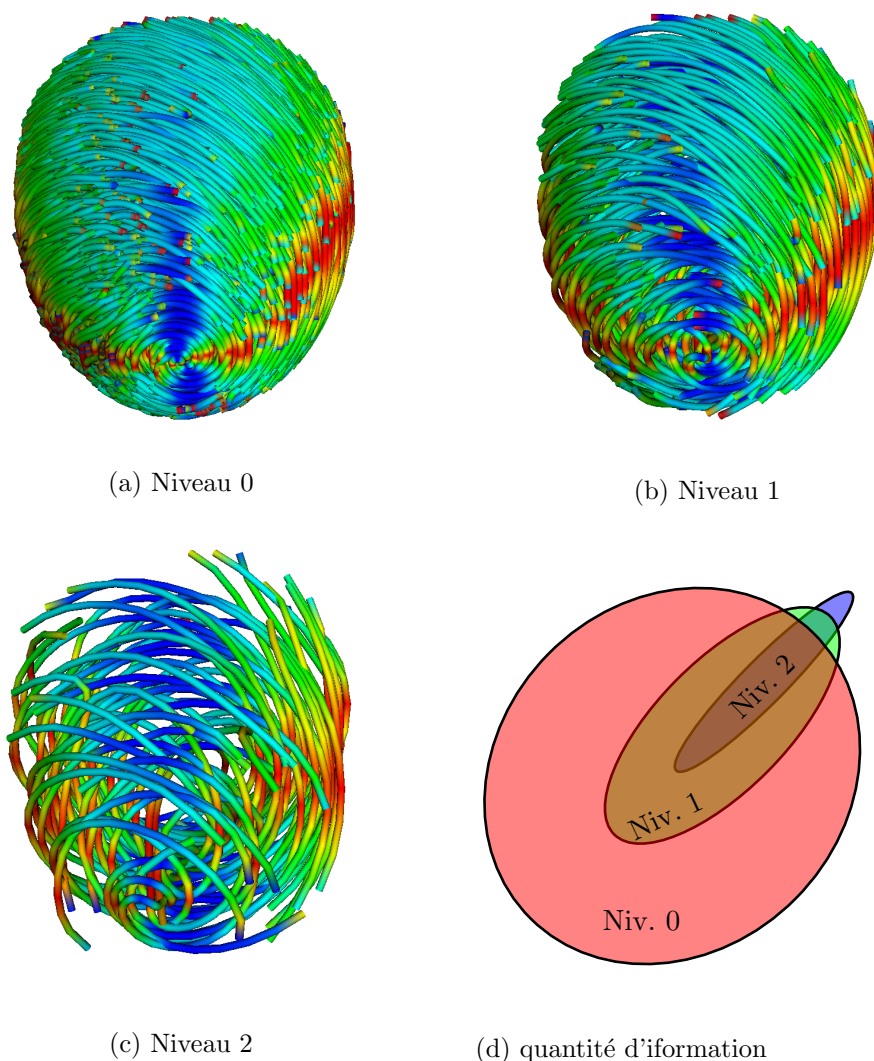 (a) Niveau 0
(b) Niveau 1
Niv. 2
Niv. 1
Niv. 0
(c) Niveau 2
(d) quantité d'iformation